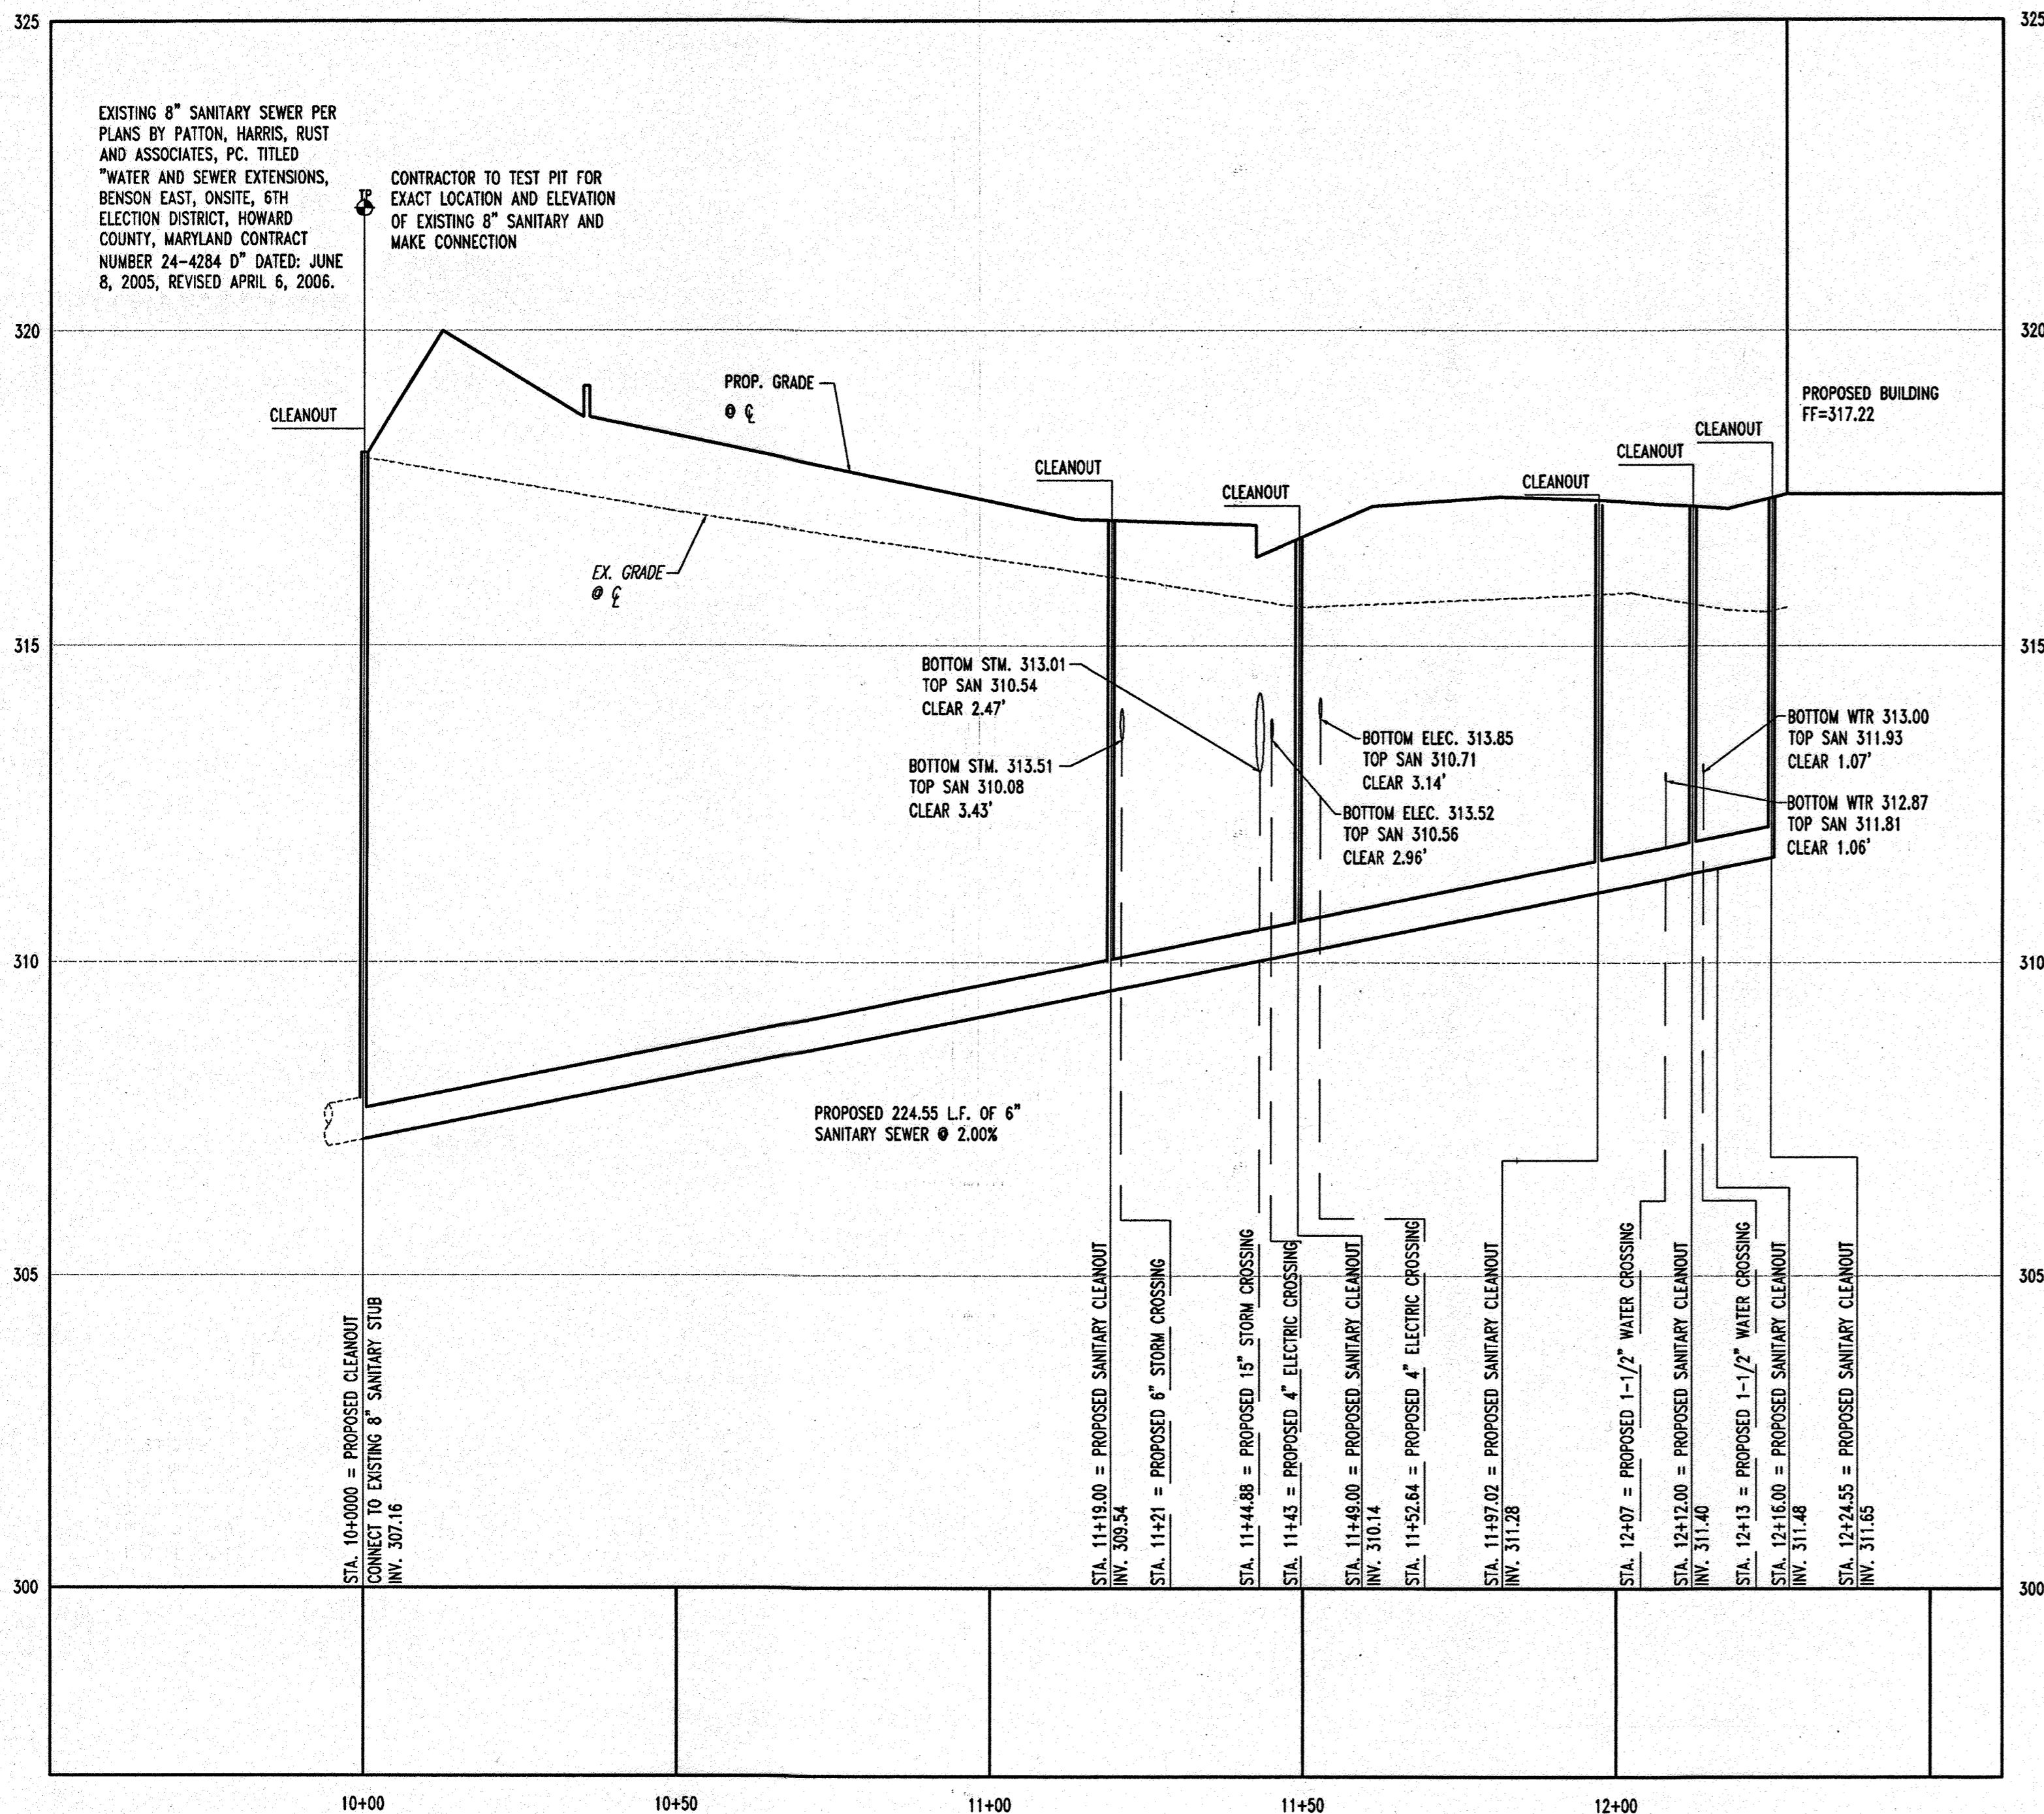 325
325
EXISTING 8" SANITARY SEWER PER
PLANS BY PATTON, HARRIS, RUST
AND ASSOCIATES, PC. TITLED
"WATER AND SEWER EXTENSIONS,
BENSON EAST, ONSITE, 6TH
ELECTION DISTRICT, HOWARD
COUNTY, MARYLAND CONTRACT
NUMBER 24-4284 D" DATED: JUNE
8, 2005, REVISED APRIL 6, 2006.
TP
CONTRACTOR TO TEST PIT FOR
EXACT LOCATION AND ELEVATION
OF EXISTING 8" SANITARY AND
MAKE CONNECTION
320
320
PROP. GRADE
@ ℄
PROPOSED BUILDING
FF=317.22
CLEANOUT
CLEANOUT
CLEANOUT
CLEANOUT
CLEANOUT
CLEANOUT
EX. GRADE
@ ℄
315
315
BOTTOM STM. 313.01
TOP SAN 310.54
CLEAR 2.47'
BOTTOM STM. 313.51
TOP SAN 310.08
CLEAR 3.43'
BOTTOM ELEC. 313.85
TOP SAN 310.71
CLEAR 3.14'
BOTTOM ELEC. 313.52
TOP SAN 310.56
CLEAR 2.96'
BOTTOM WTR 313.00
TOP SAN 311.93
CLEAR 1.07'
BOTTOM WTR 312.87
TOP SAN 311.81
CLEAR 1.06'
310
310
PROPOSED 224.55 L.F. OF 6"
SANITARY SEWER @ 2.00%
305
305
STA. 10+0000 = PROPOSED CLEANOUT
CONNECT TO EXISTING 8" SANITARY STUB
INV. 307.16
STA. 11+19.00 = PROPOSED SANITARY CLEANOUT
INV. 309.54
STA. 11+21 = PROPOSED 6" STORM CROSSING
STA. 11+44.88 = PROPOSED 15" STORM CROSSING
STA. 11+43 = PROPOSED 4" ELECTRIC CROSSING
STA. 11+49.00 = PROPOSED SANITARY CLEANOUT
INV. 310.14
STA. 11+52.64 = PROPOSED 4" ELECTRIC CROSSING
STA. 11+97.02 = PROPOSED SANITARY CLEANOUT
INV. 311.28
STA. 12+07 = PROPOSED 1-1/2" WATER CROSSING
STA. 12+12.00 = PROPOSED SANITARY CLEANOUT
INV. 311.40
STA. 12+13 = PROPOSED 1-1/2" WATER CROSSING
STA. 12+16.00 = PROPOSED SANITARY CLEANOUT
INV. 311.48
STA. 12+24.55 = PROPOSED SANITARY CLEANOUT
INV. 311.65
300
300
10+00
10+50
11+00
11+50
12+00